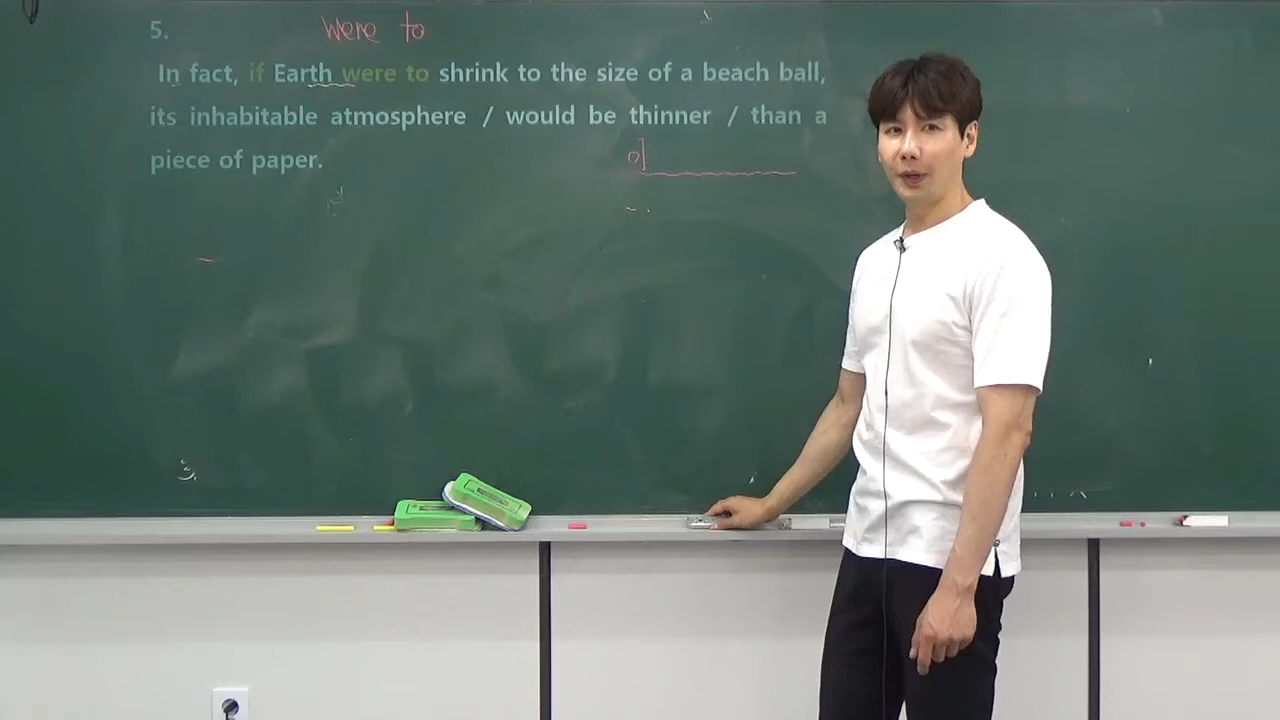 5.
were to
In fact, if Earth were to shrink to the size of a beach ball,
its inhabitable atmosphere / would be thinner / than a
piece of paper.